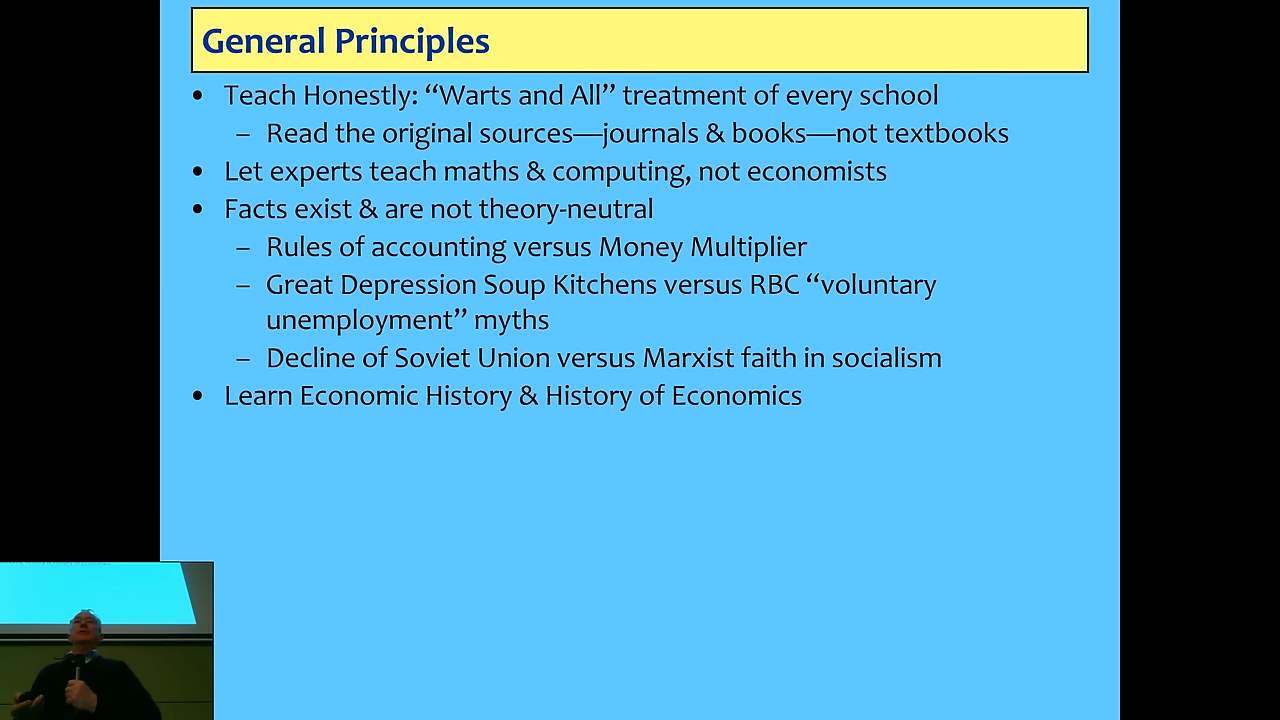 General Principles
• Teach Honestly: “Warts and All” treatment of every school
– Read the original sources—journals & books—not textbooks
• Let experts teach maths & computing, not economists
• Facts exist & are not theory-neutral
– Rules of accounting versus Money Multiplier
– Great Depression Soup Kitchens versus RBC “voluntary
unemployment” myths
– Decline of Soviet Union versus Marxist faith in socialism
• Learn Economic History & History of Economics